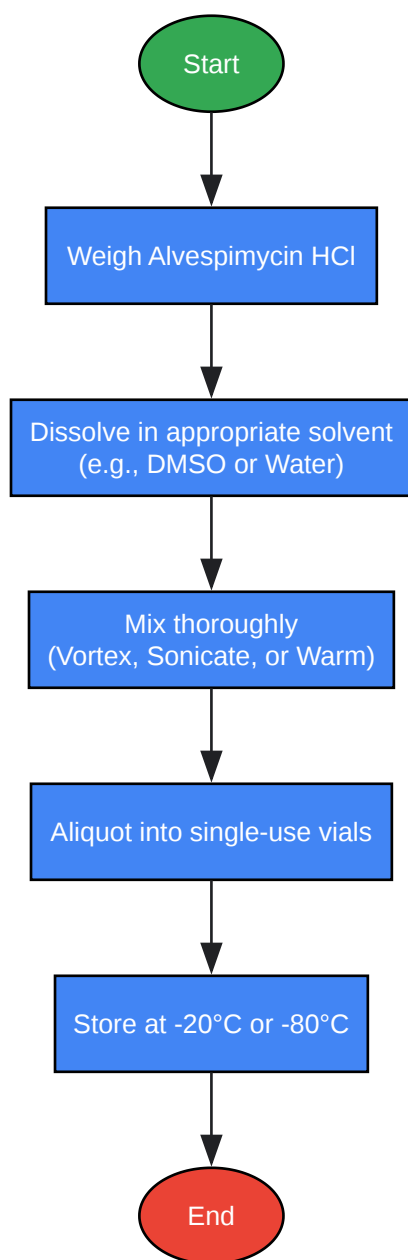 Start
Weigh Alvespimycin HCl
Dissolve in appropriate solvent
(e.g., DMSO or Water)
Mix thoroughly
(Vortex, Sonicate, or Warm)
Aliquot into single-use vials
Store at -20°C or -80°C
End